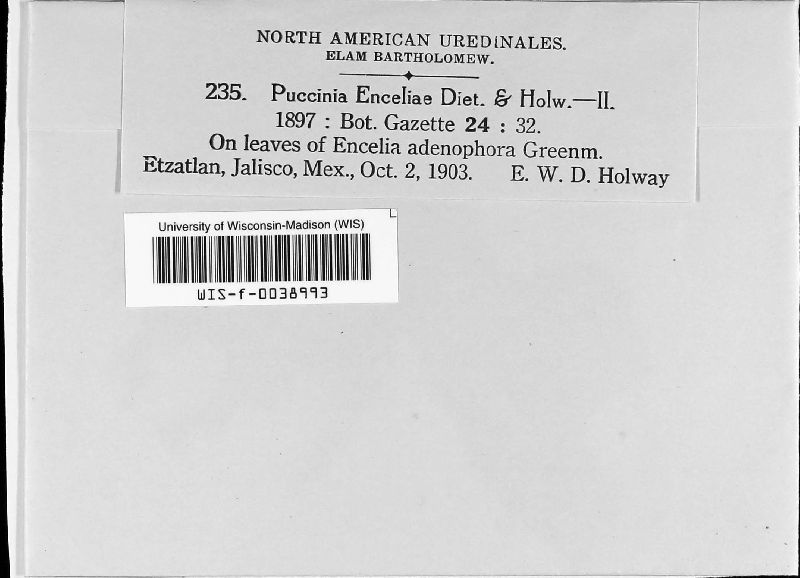 NORTH AMERICAN UREDINALES.
ELAM BARTHOLOMEW.
235. Puccinia Enceliae Diet. & Holw.—II.
1897 : Bot. Gazette 24 : 32.
On leaves of Encelia adenophora Greenm.
Etzatlan, Jalisco, Mex., Oct. 2, 1903. E. W. D. Holway
University of Wisconsin-Madison (WIS)
WIS-f-0038993